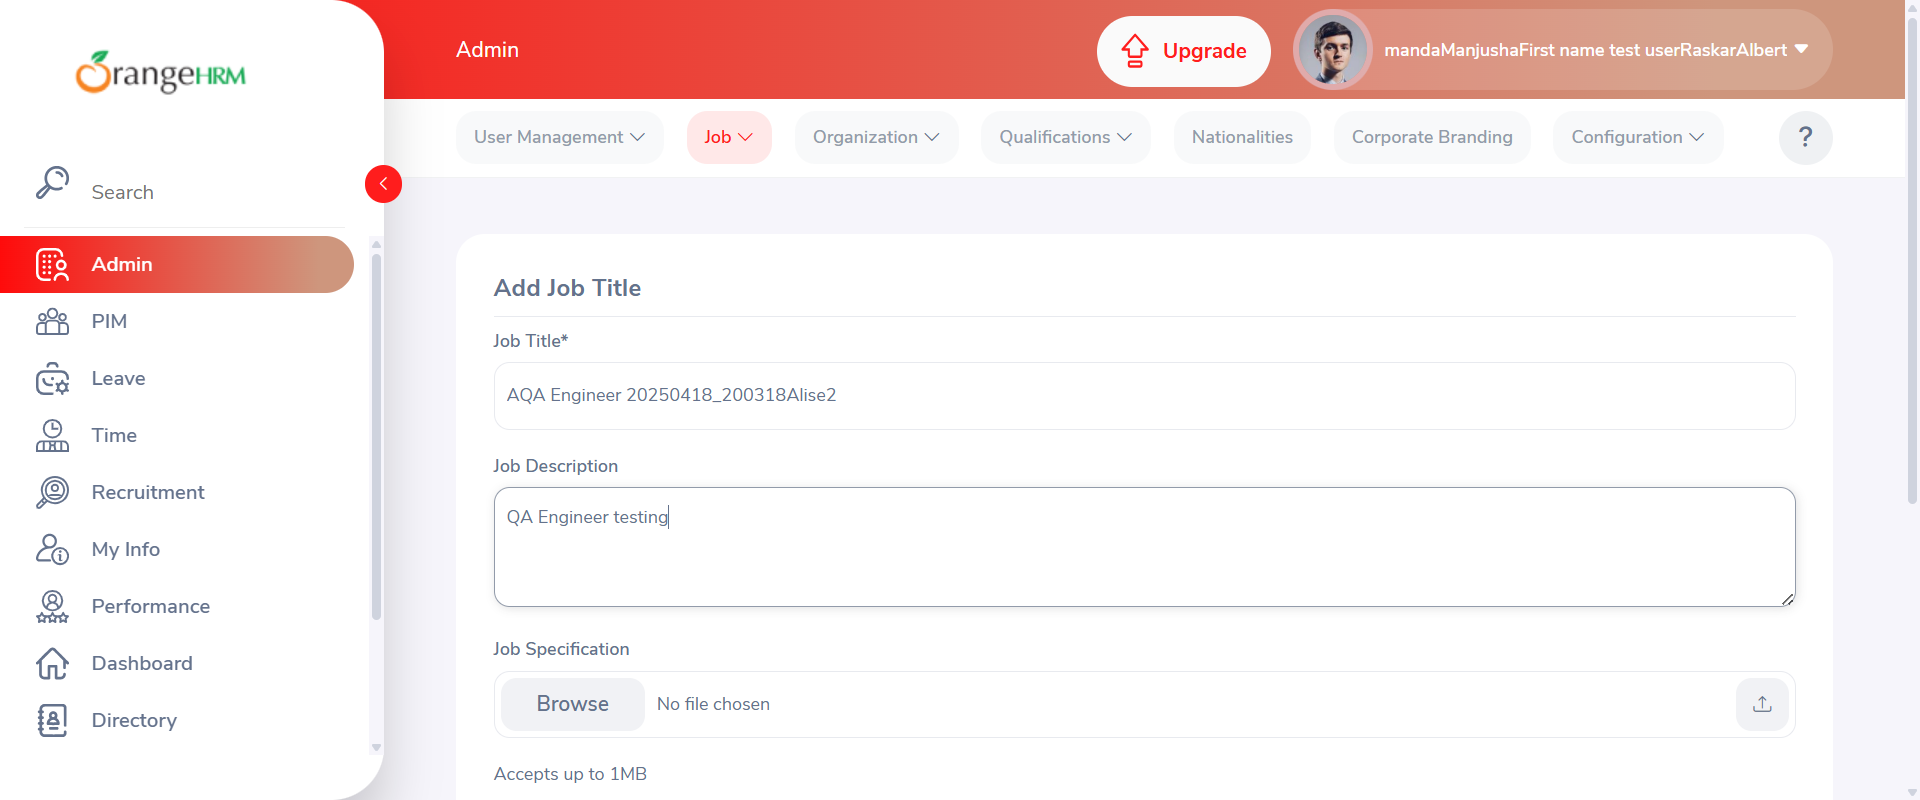 OrangeHRM
Admin
Upgrade
mandaManjushaFirst name test userRaskarAlbert
User Management
Job
Organization
Qualifications
Nationalities
Corporate Branding
Configuration
?
Search
Admin
PIM
Leave
Time
Recruitment
My Info
Performance
Dashboard
Directory
Add Job Title
Job Title*
AQA Engineer 20250418_200318Alise2
Job Description
QA Engineer testing
Job Specification
Browse
No file chosen
Accepts up to 1MB